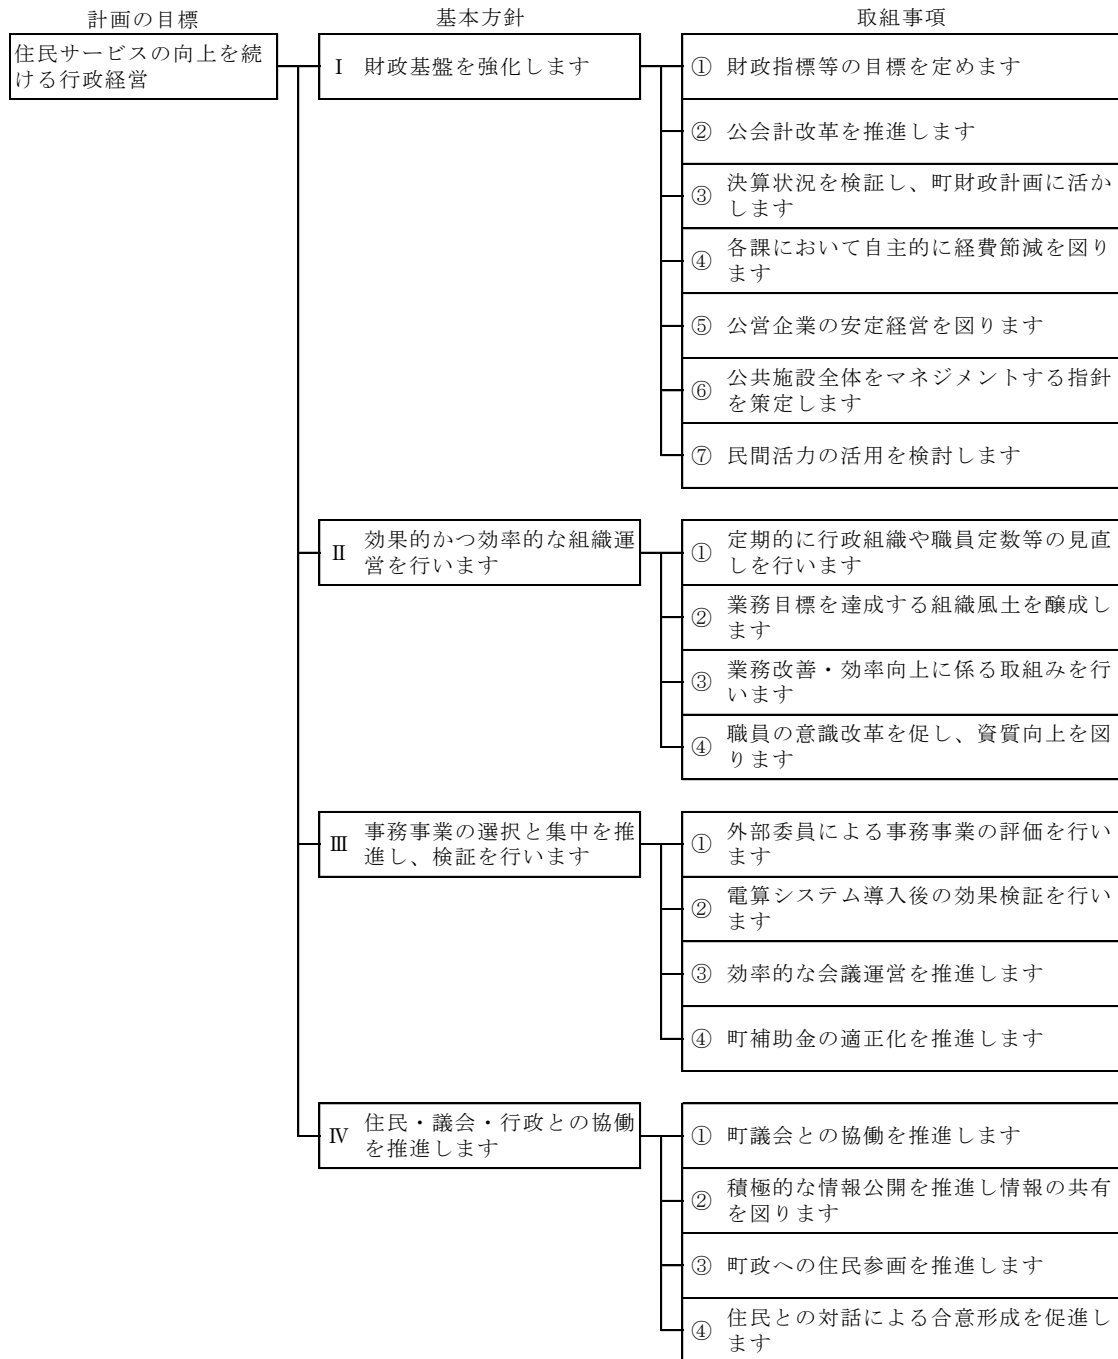 計画の目標
基本方針
取組事項
住民サービスの向上を続
ける行政経営
Ⅰ 財政基盤を強化します
① 財政指標等の目標を定めます
② 公会計改革を推進します
③ 決算状況を検証し、町財政計画に活か
します
④ 各課において自主的に経費節減を図り
ます
⑤ 公営企業の安定経営を図ります
⑥ 公共施設全体をマネジメントする指針
を策定します
⑦ 民間活力の活用を検討します
Ⅱ 効果的かつ効率的な組織運
営を行います
① 定期的に行政組織や職員定数等の見直
しを行います
② 業務目標を達成する組織風土を醸成し
ます
③ 業務改善・効率向上に係る取組みを行
います
④ 職員の意識改革を促し、資質向上を図
ります
Ⅲ 事務事業の選択と集中を推
進し、検証を行います
① 外部委員による事務事業の評価を行い
ます
② 電算システム導入後の効果検証を行い
ます
③ 効率的な会議運営を推進します
④ 町補助金の適正化を推進します
Ⅳ 住民・議会・行政との協働
を推進します
① 町議会との協働を推進します
② 積極的な情報公開を推進し情報の共有
を図ります
③ 町政への住民参画を推進します
④ 住民との対話による合意形成を促進し
ます